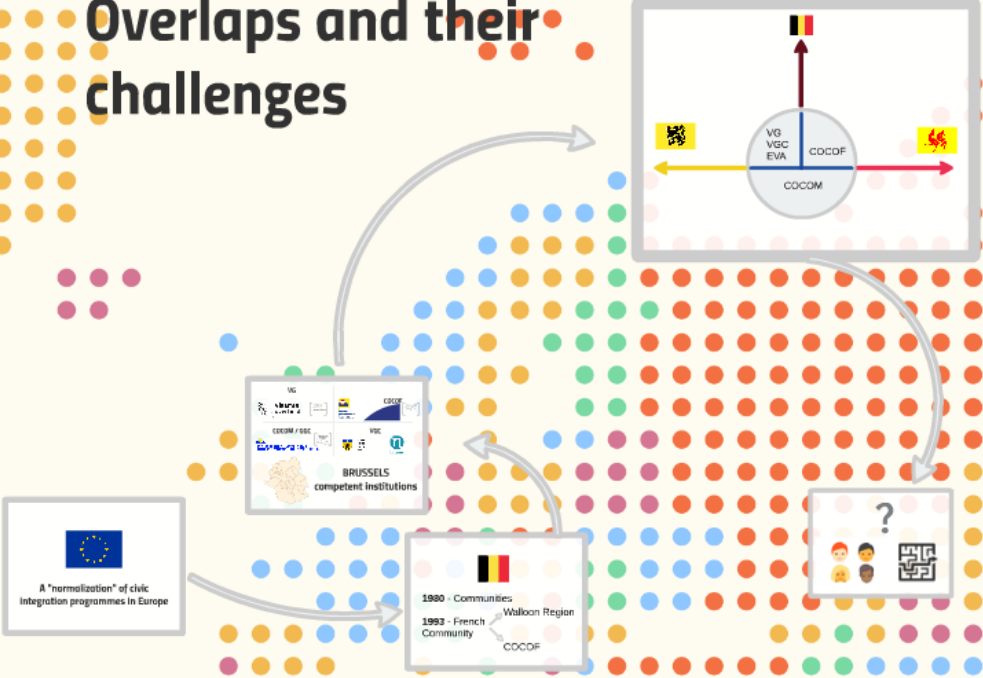 Overlaps and their
challenges
VG
VGC
EVA
COCOF
COCOM
VG
COCOF
COCOM / GGC
VGC
BRUSSELS
competent institutions
?
A "normalization" of civic
integration programmes in Europe
1980 - Communities
Walloon Region
1993 - French
Community
COCOF